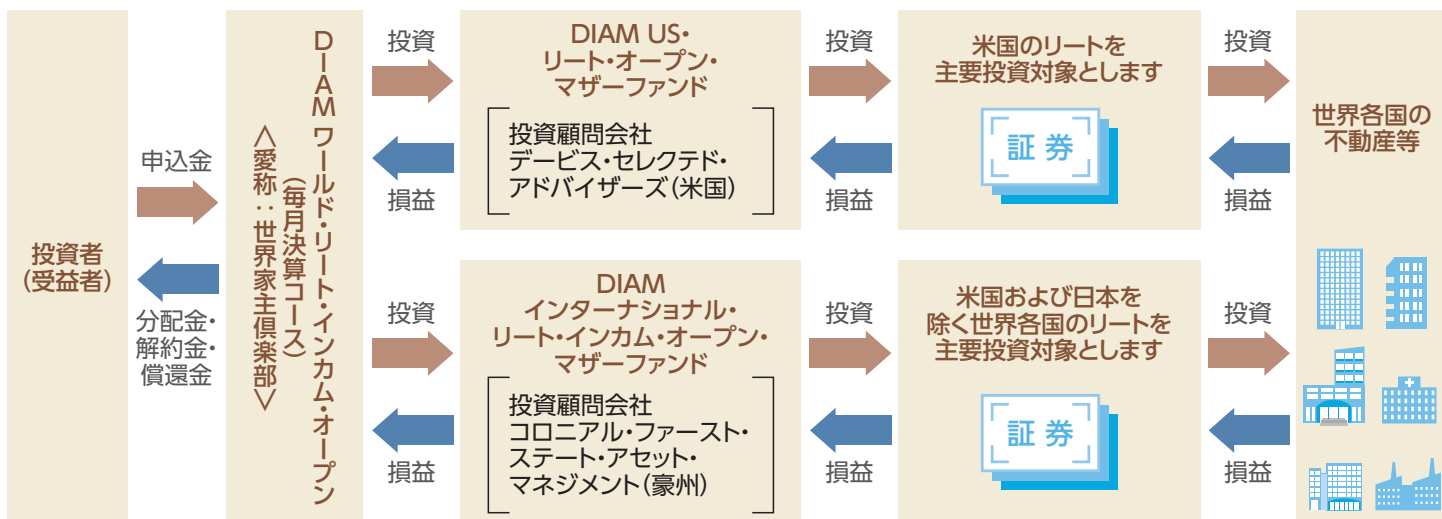 投資者
(受益者)
申込金
分配金・
解約金・
償還金
DIAM ワールド・リート・インカム・オープン
(毎月決算コース)
＜愛称：世界家主倶楽部＞
投資
損益
DIAM US・
リート・オープン・
マザーファンド
投資顧問会社
デービス・セレクテド・
アドバイザーズ(米国)
投資
損益
米国のリートを
主要投資対象とします
証 券
投資
損益
投資
損益
DIAM
インターナショナル・
リート・インカム・オープン・
マザーファンド
投資顧問会社
コロニアル・ファースト・
ステート・アセット・
マネジメント(豪州)
投資
損益
米国および日本を
除く世界各国のリートを
主要投資対象とします
証 券
投資
損益
世界各国の
不動産等